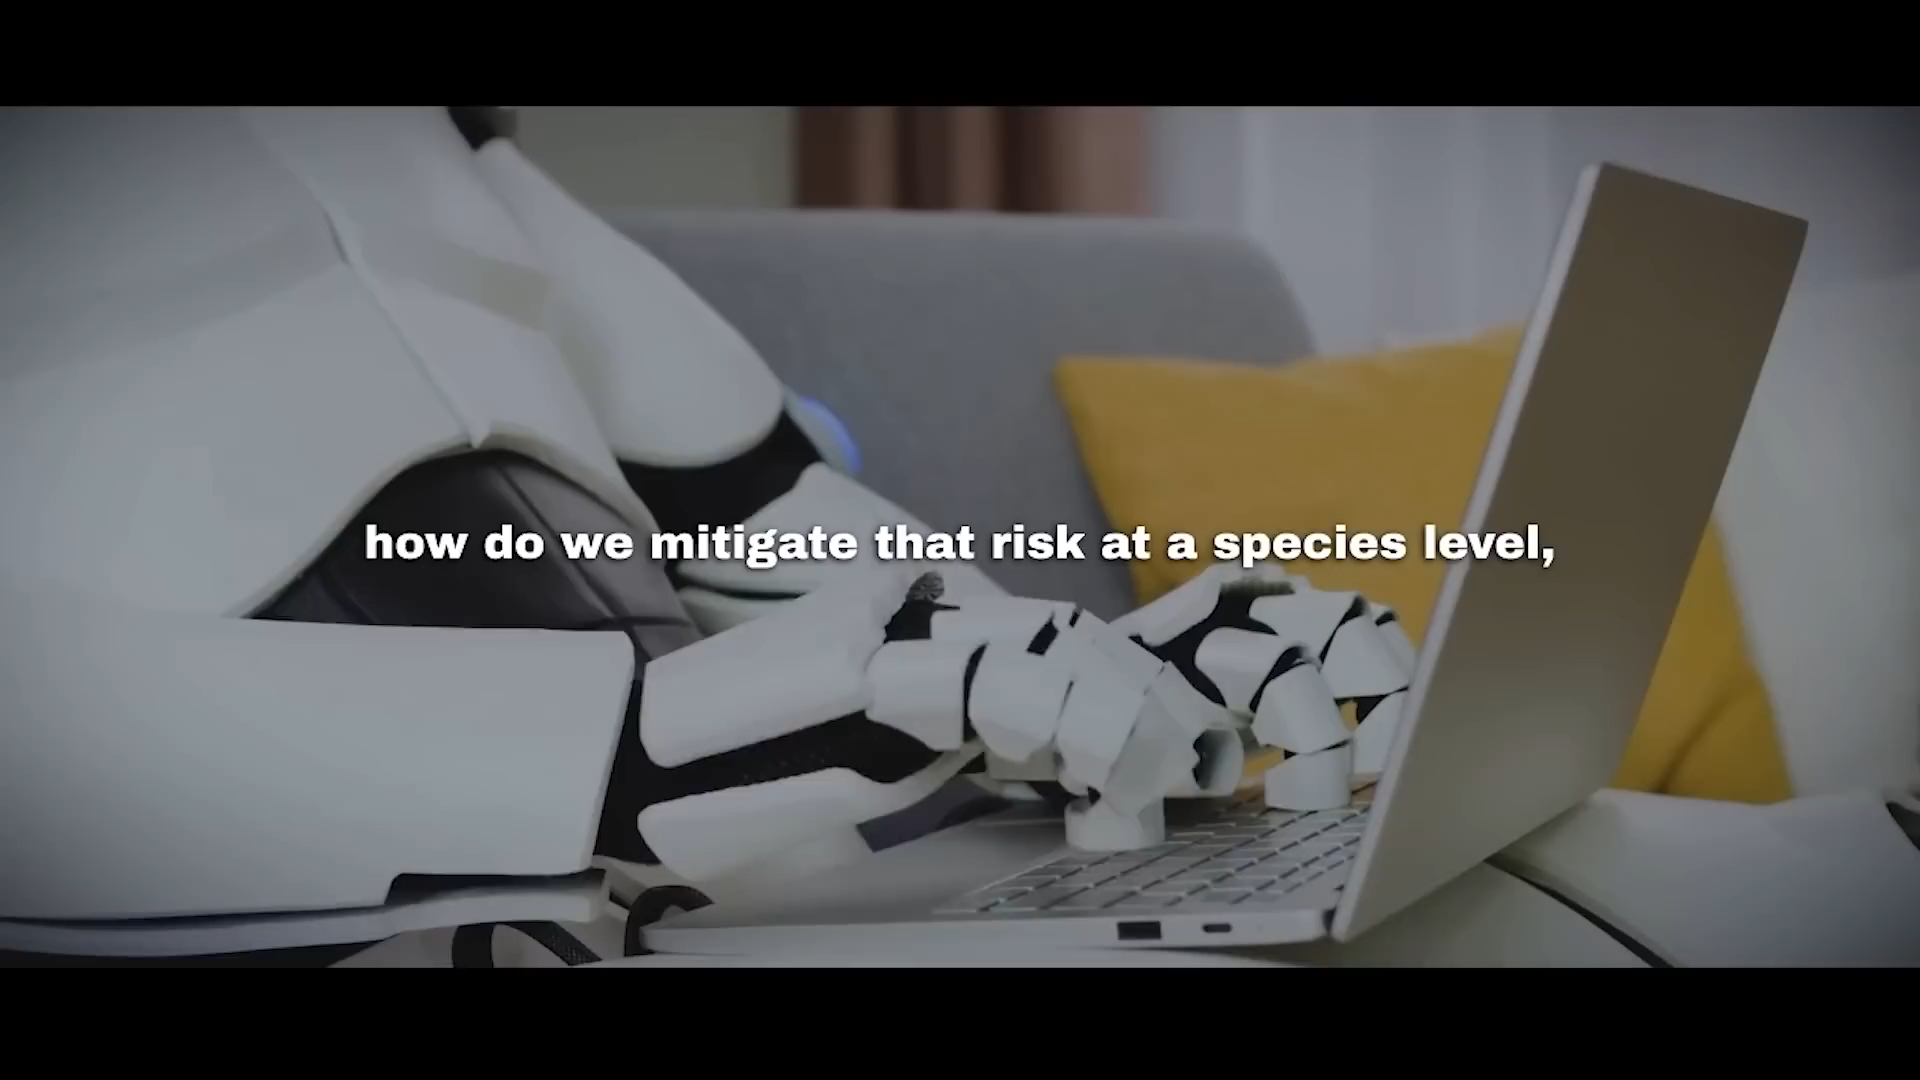 how do we mitigate that risk at a species level,